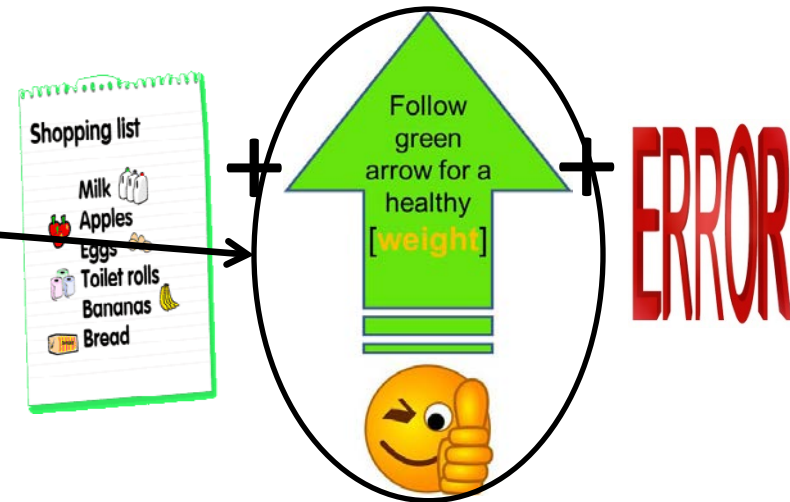 Shopping list
Milk
Apples
Eggs
Toilet rolls
Bananas
Bread
+
Follow
green
arrow for a
healthy
[weight]
+
ERROR